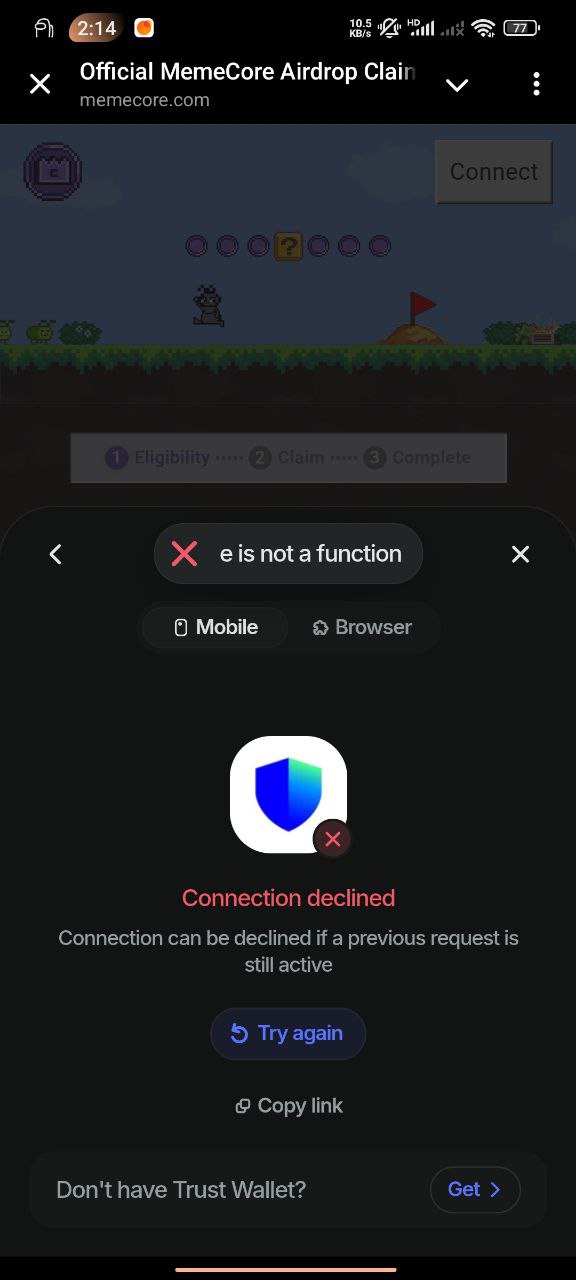 2:14
10.5
KB/s
HD
77
Official MemeCore Airdrop Clain
memecore.com
Connect
?
1 Eligibility ····· 2 Claim ····· 3 Complete
e is not a function
Mobile
Browser
Connection declined
Connection can be declined if a previous request is
still active
Try again
Copy link
Don't have Trust Wallet?
Get